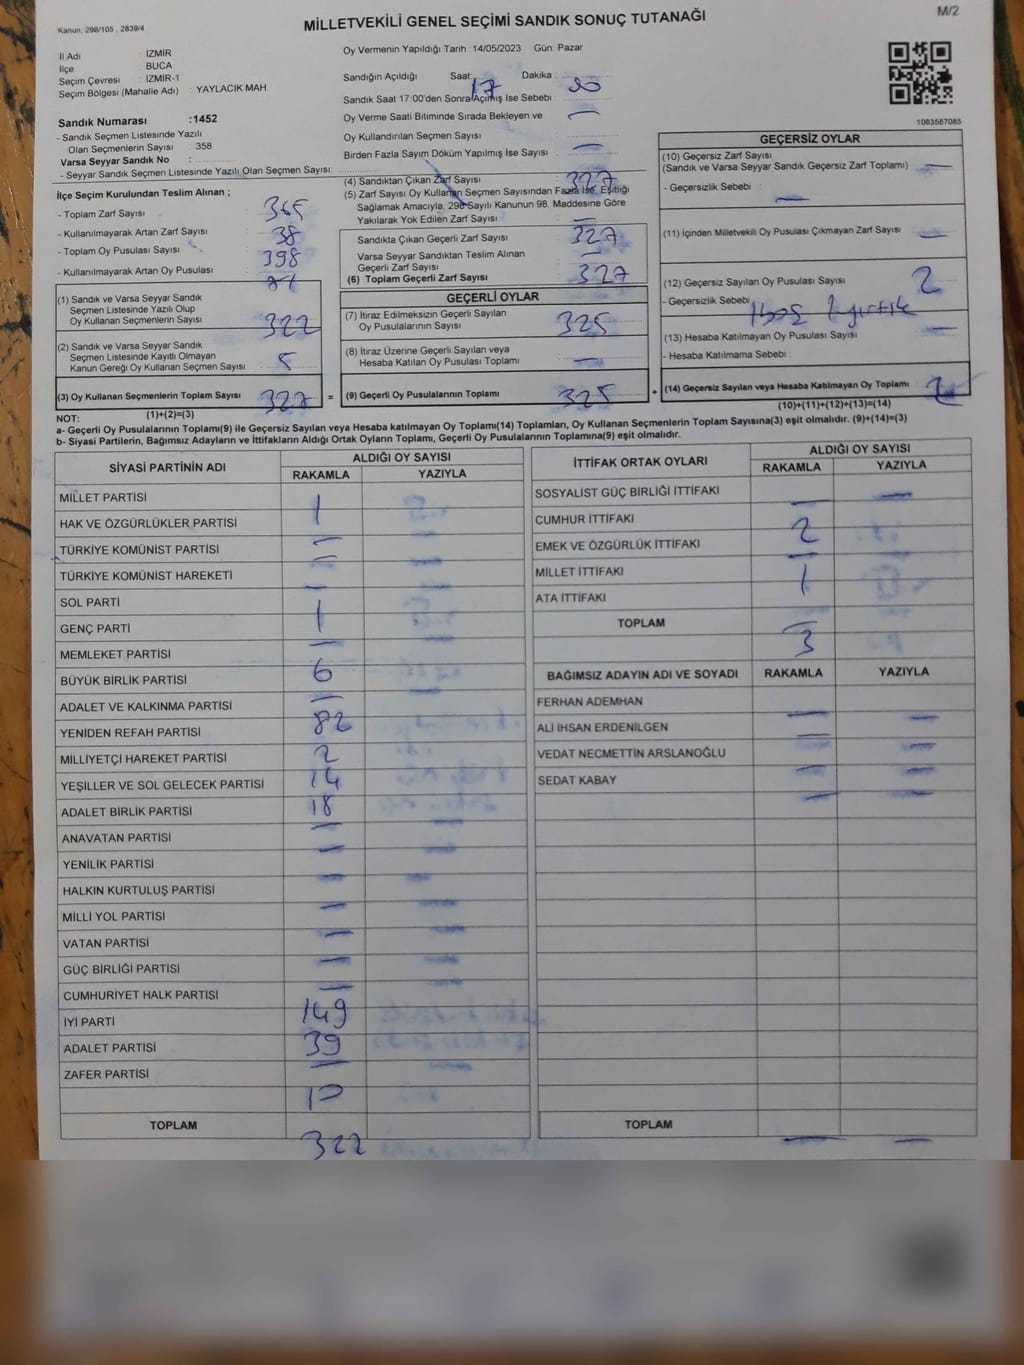 Kanun, 298/105 , 2839/4
MİLLETVEKİLİ GENEL SEÇİMİ SANDIK SONUÇ TUTANAĞI
M/2
İl Adı : İZMİR
İlçe : BUCA
Seçim Çevresi : İZMİR-1
Seçim Bölgesi (Mahalle Adı) : YAYLACIK MAH.
Sandık Numarası :1452
- Sandık Seçmen Listesinde Yazılı
Olan Seçmenlerin Sayısı : 358
Varsa Seyyar Sandık No :
- Seyyar Sandık Seçmen Listesinde Yazılı Olan Seçmen Sayısı :
Oy Vermenin Yapıldığı Tarih :14/05/2023 Gün: Pazar
Sandığın Açıldığı Saat: 17 Dakika :
Sandık Saat 17:00'den Sonra Açılmış İse Sebebi :
Oy Verme Saati Bitiminde Sırada Bekleyen ve
Oy Kullandırılan Seçmen Sayısı : —
Birden Fazla Sayım Döküm Yapılmış İse Sayısı : —
1083567085
İlçe Seçim Kurulundan Teslim Alınan ;
- Toplam Zarf Sayısı : 365
- Kullanılmayarak Artan Zarf Sayısı : 38
- Toplam Oy Pusulası Sayısı : 398
- Kullanılmayarak Artan Oy Pusulası : 71
(1) Sandık ve Varsa Seyyar Sandık
Seçmen Listesinde Yazılı Olup
Oy Kullanan Seçmenlerin Sayısı : 322
(2) Sandık ve Varsa Seyyar Sandık
Seçmen Listesinde Kayıtlı Olmayan
Kanun Gereği Oy Kullanan Seçmen Sayısı : 5
(3) Oy Kullanan Seçmenlerin Toplam Sayısı : 327 =
(1)+(2)=(3)
(4) Sandıktan Çıkan Zarf Sayısı : 327
(5) Zarf Sayısı Oy Kullanan Seçmen Sayısından Fazla İse, Eşitliği
Sağlamak Amacıyla, 298 Sayılı Kanunun 98. Maddesine Göre
Yakılarak Yok Edilen Zarf Sayısı : —
Sandıkta Çıkan Geçerli Zarf Sayısı : 327
Varsa Seyyar Sandıktan Teslim Alınan
Geçerli Zarf Sayısı : —
(6) Toplam Geçerli Zarf Sayısı : 327
GEÇERLİ OYLAR
(7) İtiraz Edilmeksizin Geçerli Sayılan
Oy Pusulalarının Sayısı : 325
(8) İtiraz Üzerine Geçerli Sayılan veya
Hesaba Katılan Oy Pusulası Toplamı : —
(9) Geçerli Oy Pusulalarının Toplamı : 325 +
GEÇERSİZ OYLAR
(10) Geçersiz Zarf Sayısı
(Sandık ve Varsa Seyyar Sandık Geçersiz Zarf Toplamı) : —
- Geçersizlik Sebebi : —
(11) İçinden Milletvekili Oy Pusulası Çıkmayan Zarf Sayısı : —
(12) Geçersiz Sayılan Oy Pusulası Sayısı : 2
- Geçersizlik Sebebi : 1 boş 1 yırtık
(13) Hesaba Katılmayan Oy Pusulası Sayısı : —
- Hesaba Katılmama Sebebi :
(14) Geçersiz Sayılan veya Hesaba Katılmayan Oy Toplamı : 2
(10)+(11)+(12)+(13)=(14)
NOT:
a- Geçerli Oy Pusulalarının Toplamı(9) ile Geçersiz Sayılan veya Hesaba katılmayan Oy Toplamı(14) Toplamları, Oy Kullanan Seçmenlerin Toplam Sayısına(3) eşit olmalıdır. (9)+(14)=(3)
b- Siyasi Partilerin, Bağımsız Adayların ve İttifakların Aldığı Ortak Oyların Toplamı, Geçerli Oy Pusulalarının Toplamına(9) eşit olmalıdır.
SİYASİ PARTİNİN ADI ALDIĞI OY SAYISI
RAKAMLA YAZIYLA
MİLLET PARTİSİ 1
HAK VE ÖZGÜRLÜKLER PARTİSİ —
TÜRKİYE KOMÜNİST PARTİSİ —
TÜRKİYE KOMÜNİST HAREKETİ —
SOL PARTİ 1
GENÇ PARTİ —
MEMLEKET PARTİSİ 6
BÜYÜK BİRLİK PARTİSİ —
ADALET VE KALKINMA PARTİSİ 82
YENİDEN REFAH PARTİSİ 2
MİLLİYETÇİ HAREKET PARTİSİ 14
YEŞİLLER VE SOL GELECEK PARTİSİ 18
ADALET BİRLİK PARTİSİ —
ANAVATAN PARTİSİ —
YENİLİK PARTİSİ —
HALKIN KURTULUŞ PARTİSİ —
MİLLİ YOL PARTİSİ —
VATAN PARTİSİ —
GÜÇ BİRLİĞİ PARTİSİ —
CUMHURİYET HALK PARTİSİ 149
İYİ PARTİ 39
ADALET PARTİSİ —
ZAFER PARTİSİ 10
TOPLAM 322
İTTİFAK ORTAK OYLARI ALDIĞI OY SAYISI
RAKAMLA YAZIYLA
SOSYALİST GÜÇ BİRLİĞİ İTTİFAKI — —
CUMHUR İTTİFAKI 2
EMEK VE ÖZGÜRLÜK İTTİFAKI —
MİLLET İTTİFAKI 1
ATA İTTİFAKI —
TOPLAM 3
BAĞIMSIZ ADAYIN ADI VE SOYADI RAKAMLA YAZIYLA
FERHAN ADEMHAN — —
ALİ İHSAN ERDENİLGEN — —
VEDAT NECMETTİN ARSLANOĞLU — —
SEDAT KABAY — —
TOPLAM — —